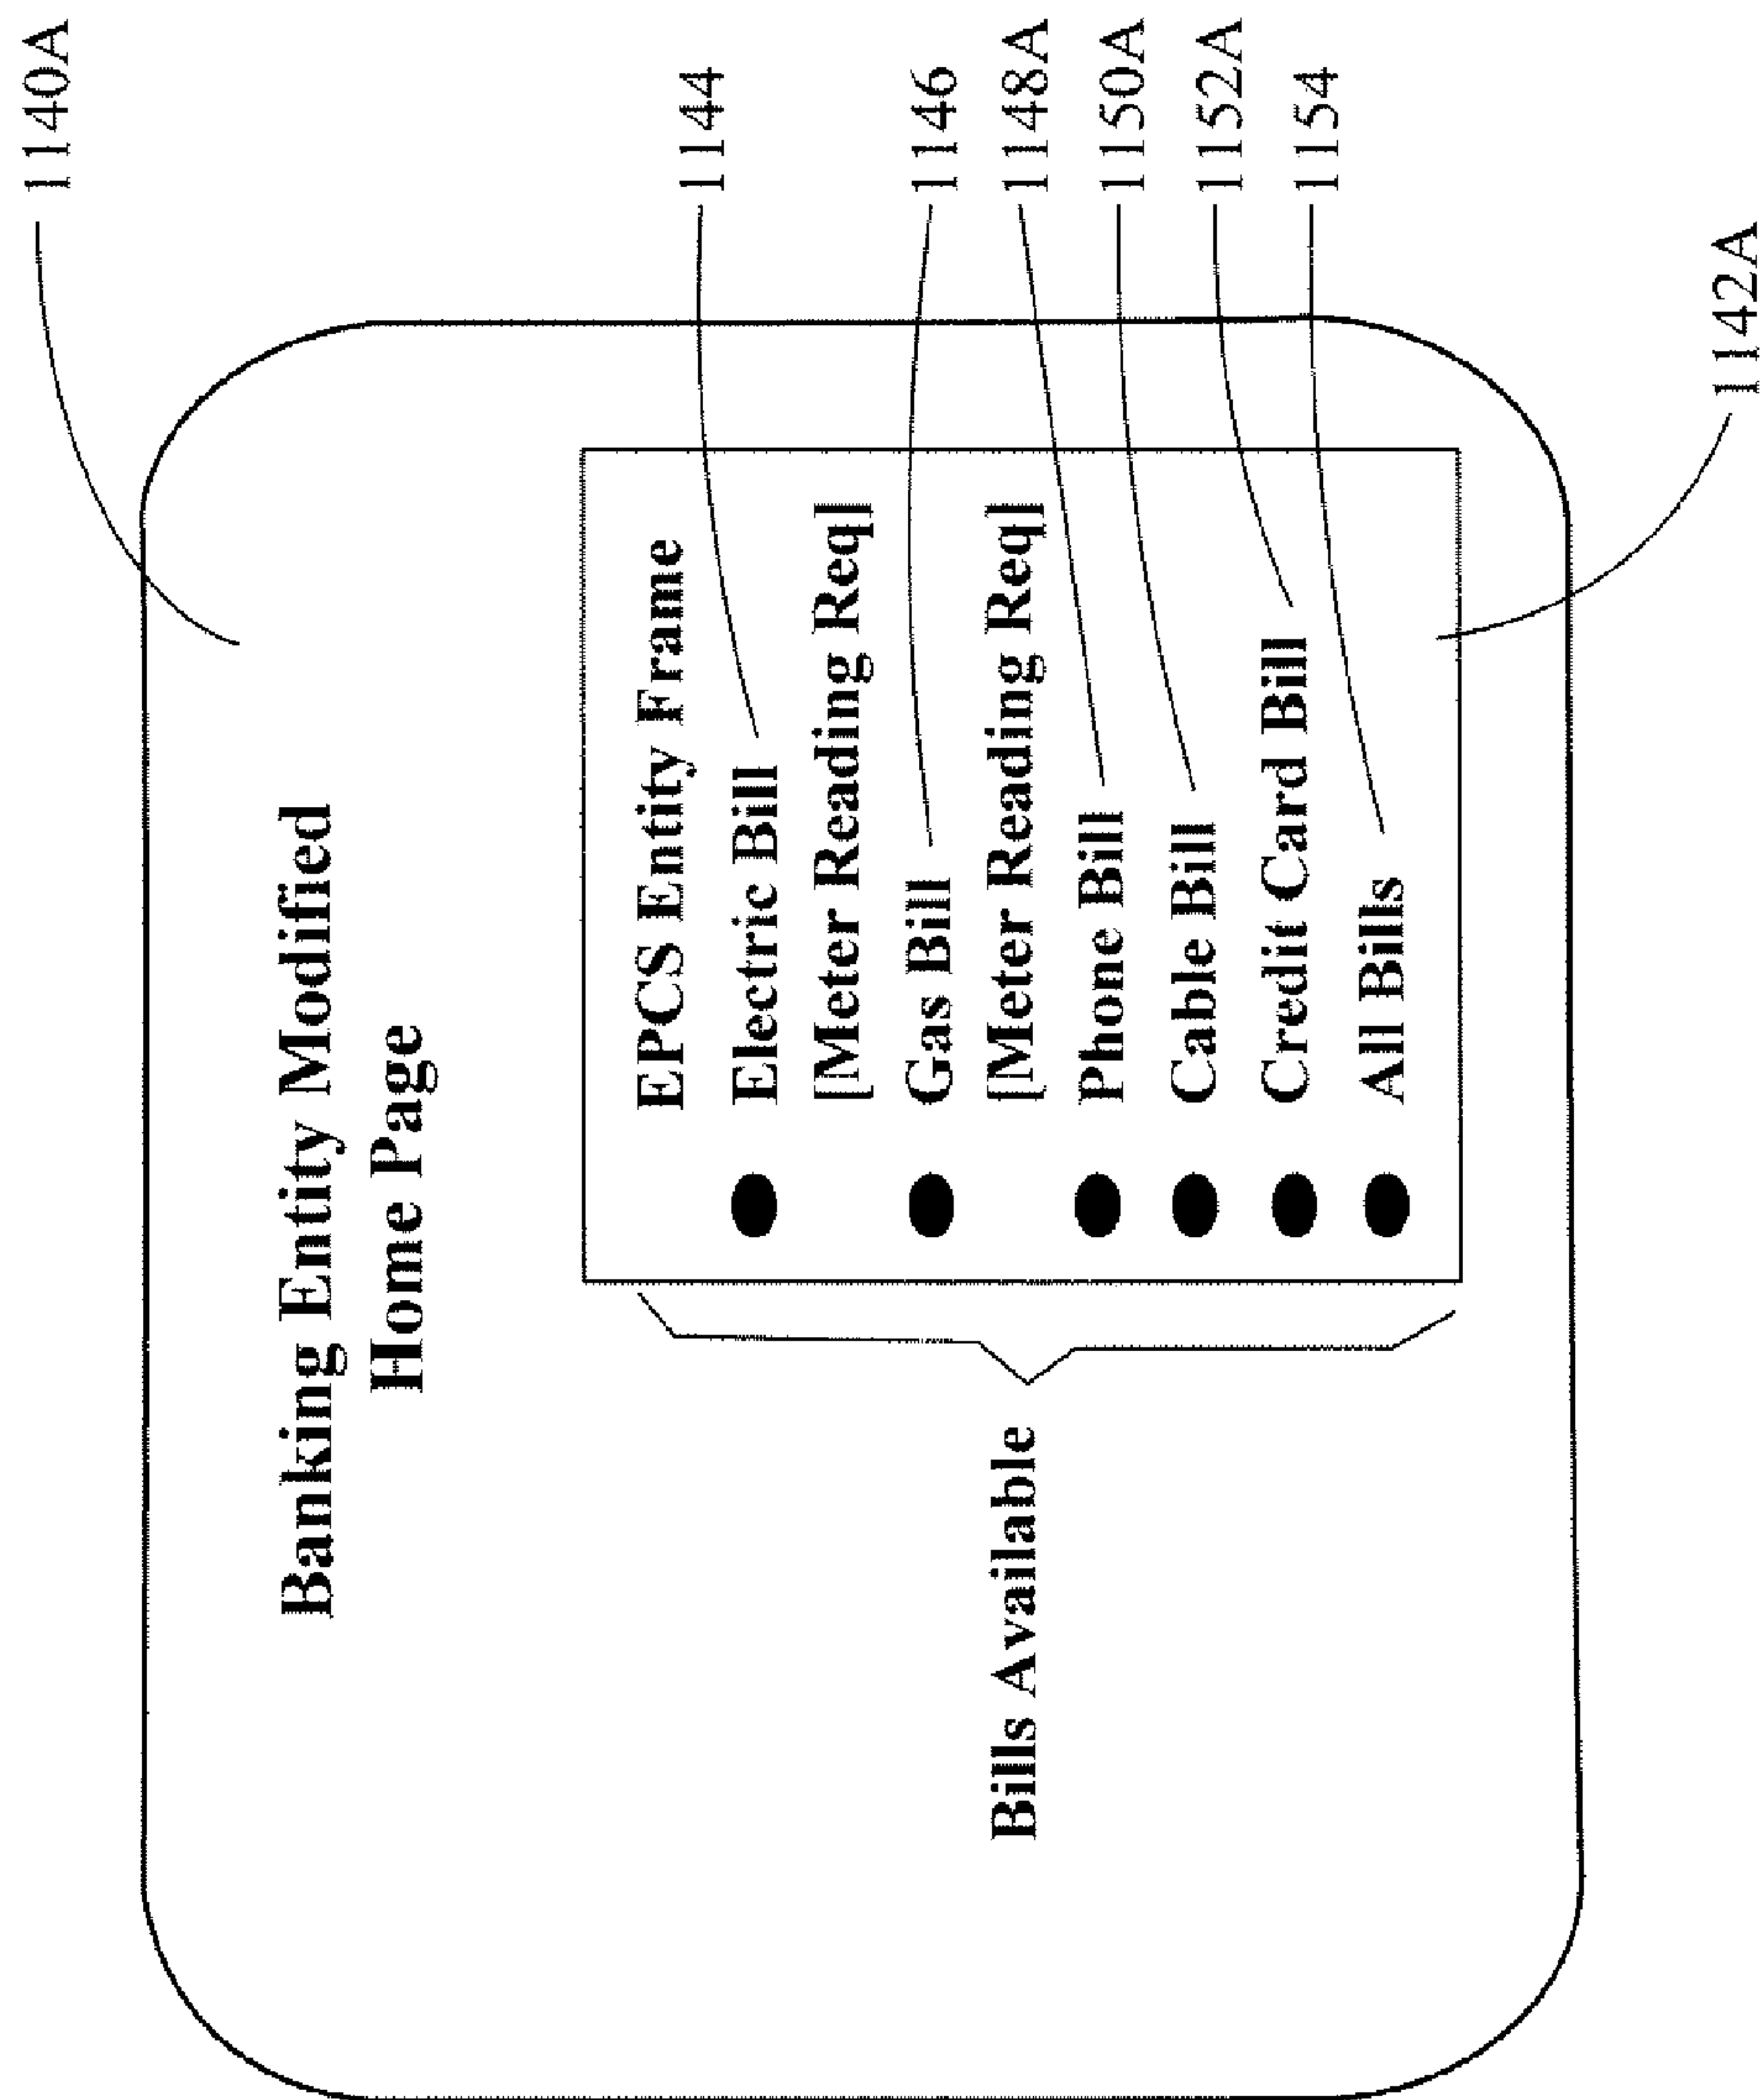 1140A
Banking Entity Modified
Home Page
EPCS Entity Frame
Electric Bill
1144
[Meter Reading Req]
Gas Bill
1146
[Meter Reading Req]
Bills Available
Phone Bill
1148A
Cable Bill
1150A
Credit Card Bill
1152A
All Bills
1154
1142A